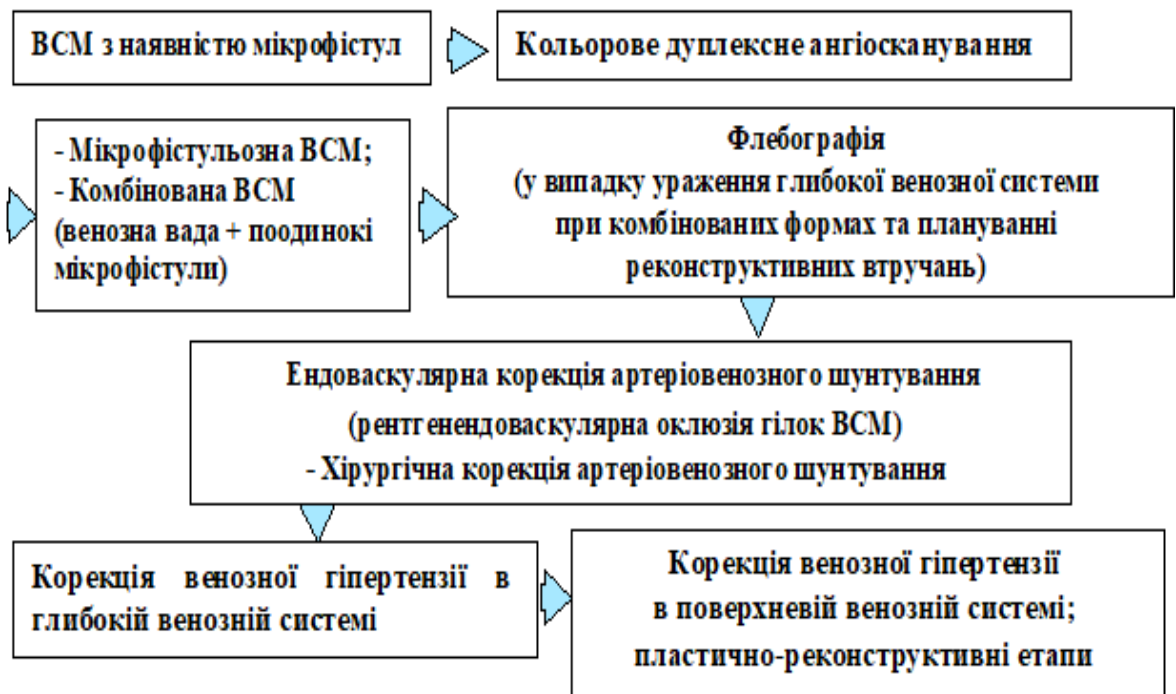 ВСМ з наявністю мікрофістул
Кольорове дуплексне ангіосканування
- Мікрофістульозна ВСМ;
- Комбінована ВСМ
(венозна вада + поодинокі
мікрофістули)
Флебографія
(у випадку ураження глибокої венозної системи
при комбінованих формах та плануванні
реконструктивних втручань)
Ендоваскулярна корекція артеріовенозного шунтування
(рентгенендоваскулярна оклюзія гілок ВСМ)
- Хірургічна корекція артеріовенозного шунтування
Корекція венозної гіпертензії в
глибокій венозній системі
Корекція венозної гіпертензії
в поверхневій венозній системі;
пластично-реконструктивні етапи